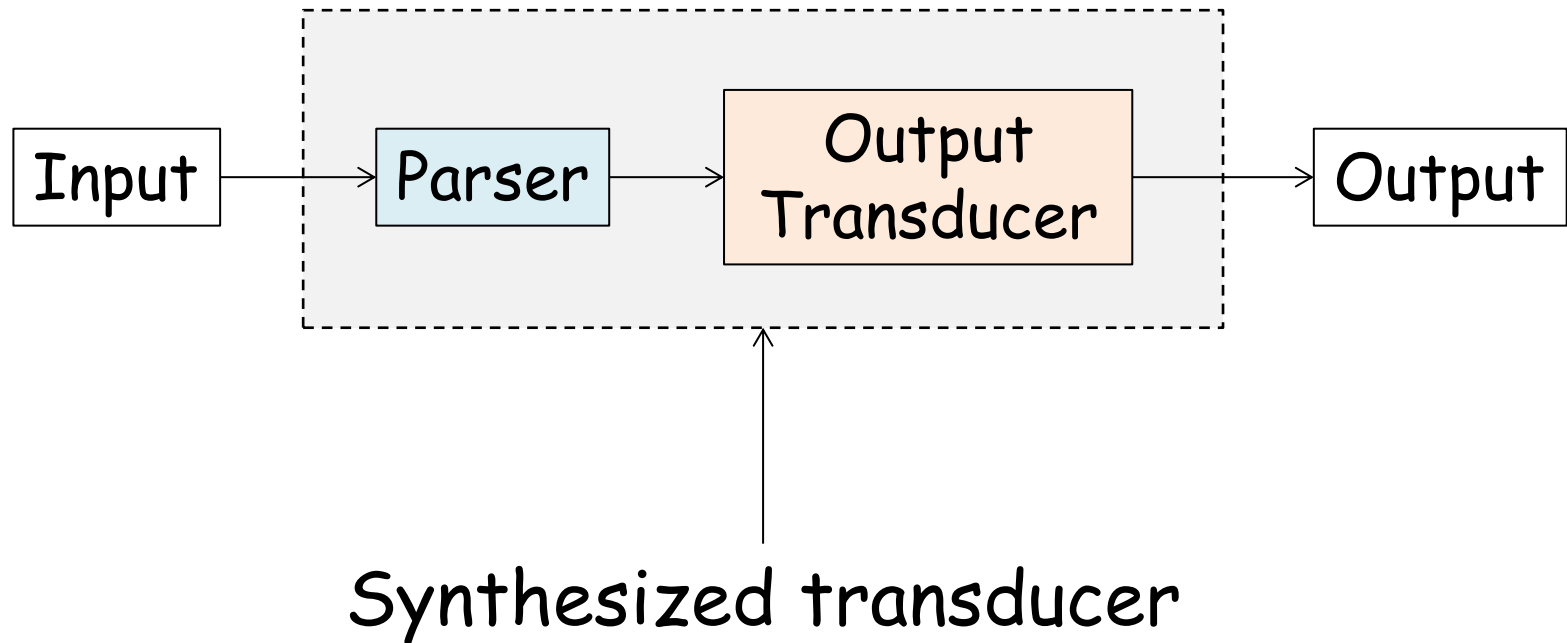 Input
Parser
Output
Transducer
Output
Synthesized transducer